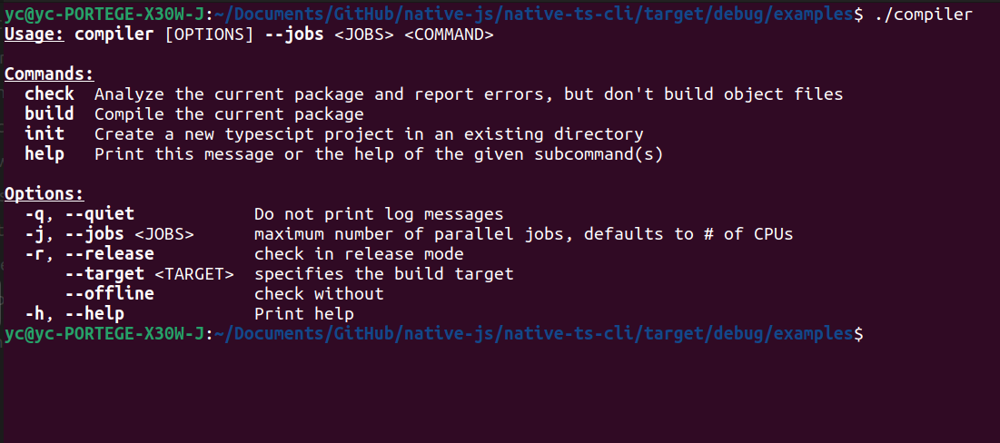 yc@yc-PORTEGE-X30W-J:~/Documents/GitHub/native-js/native-ts-cli/target/debug/examples$ ./compiler
Usage: compiler [OPTIONS] --jobs <JOBS> <COMMAND>

Commands:
  check  Analyze the current package and report errors, but don't build object files
  build  Compile the current package
  init   Create a new typescipt project in an existing directory
  help   Print this message or the help of the given subcommand(s)

Options:
  -q, --quiet            Do not print log messages
  -j, --jobs <JOBS>      maximum number of parallel jobs, defaults to # of CPUs
  -r, --release          check in release mode
      --target <TARGET>  specifies the build target
      --offline          check without
  -h, --help             Print help
yc@yc-PORTEGE-X30W-J:~/Documents/GitHub/native-js/native-ts-cli/target/debug/examples$